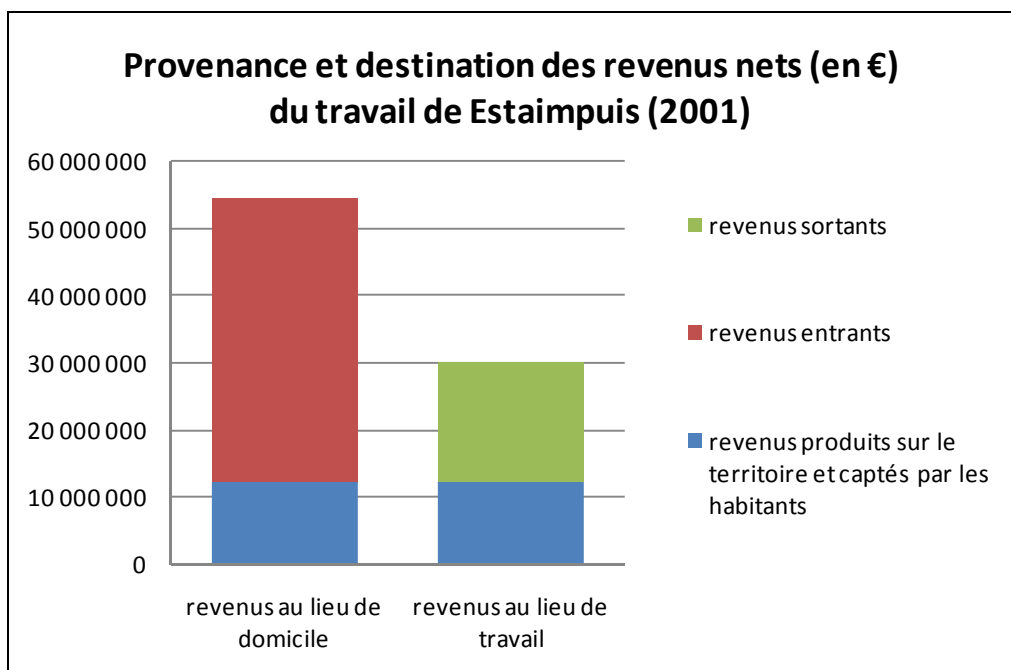 Provenance et destination des revenus nets (en €)
du travail de Estaimpuis (2001)
60 000 000
50 000 000
40 000 000
30 000 000
20 000 000
10 000 000
0
revenus au lieu de
domicile
revenus au lieu de
travail
revenus sortants
revenus entrants
revenus produits sur le
territoire et captés par les
habitants